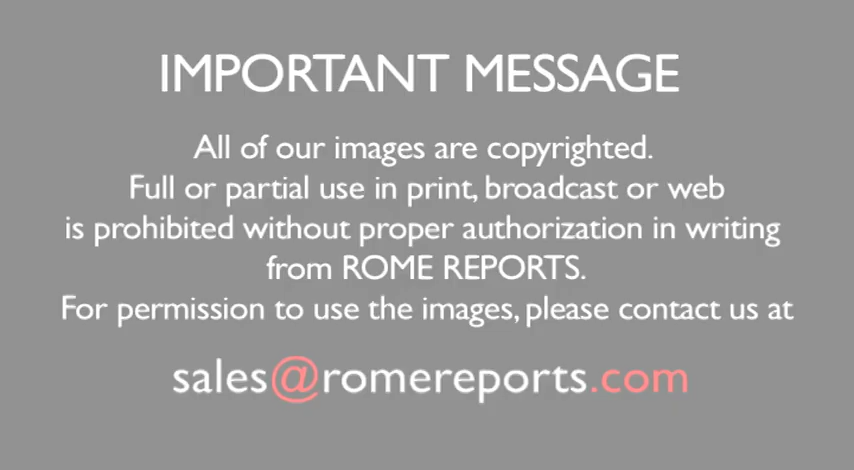 IMPORTANT MESSAGE
All of our images are copyrighted.
Full or partial use in print, broadcast or web
is prohibited without proper authorization in writing
from ROME REPORTS.
For permission to use the images, please contact us at
sales@romereports.com